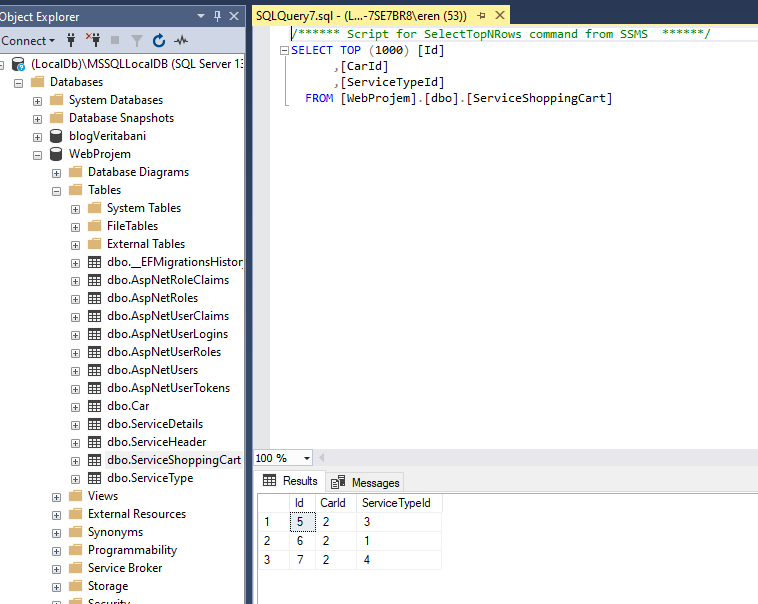 Object Explorer
Connect
(LocalDb)\MSSQLLocalDB (SQL Server 13
Databases
System Databases
Database Snapshots
blogVeritabani
WebProjem
Database Diagrams
Tables
System Tables
FileTables
External Tables
dbo.__EFMigrationsHistor
dbo.AspNetRoleClaims
dbo.AspNetRoles
dbo.AspNetUserClaims
dbo.AspNetUserLogins
dbo.AspNetUserRoles
dbo.AspNetUsers
dbo.AspNetUserTokens
dbo.Car
dbo.ServiceDetails
dbo.ServiceHeader
dbo.ServiceShoppingCart
dbo.ServiceType
Views
External Resources
Synonyms
Programmability
Service Broker
Storage
Security
SQLQuery7.sql - (L...-7SE7BR8\eren (53))
/****** Script for SelectTopNRows command from SSMS  ******/
SELECT TOP (1000) [Id]
,[CarId]
,[ServiceTypeId]
FROM [WebProjem].[dbo].[ServiceShoppingCart]
100 %
Results Messages
Id CarId ServiceTypeId
1 5 2 3
2 6 2 1
3 7 2 4